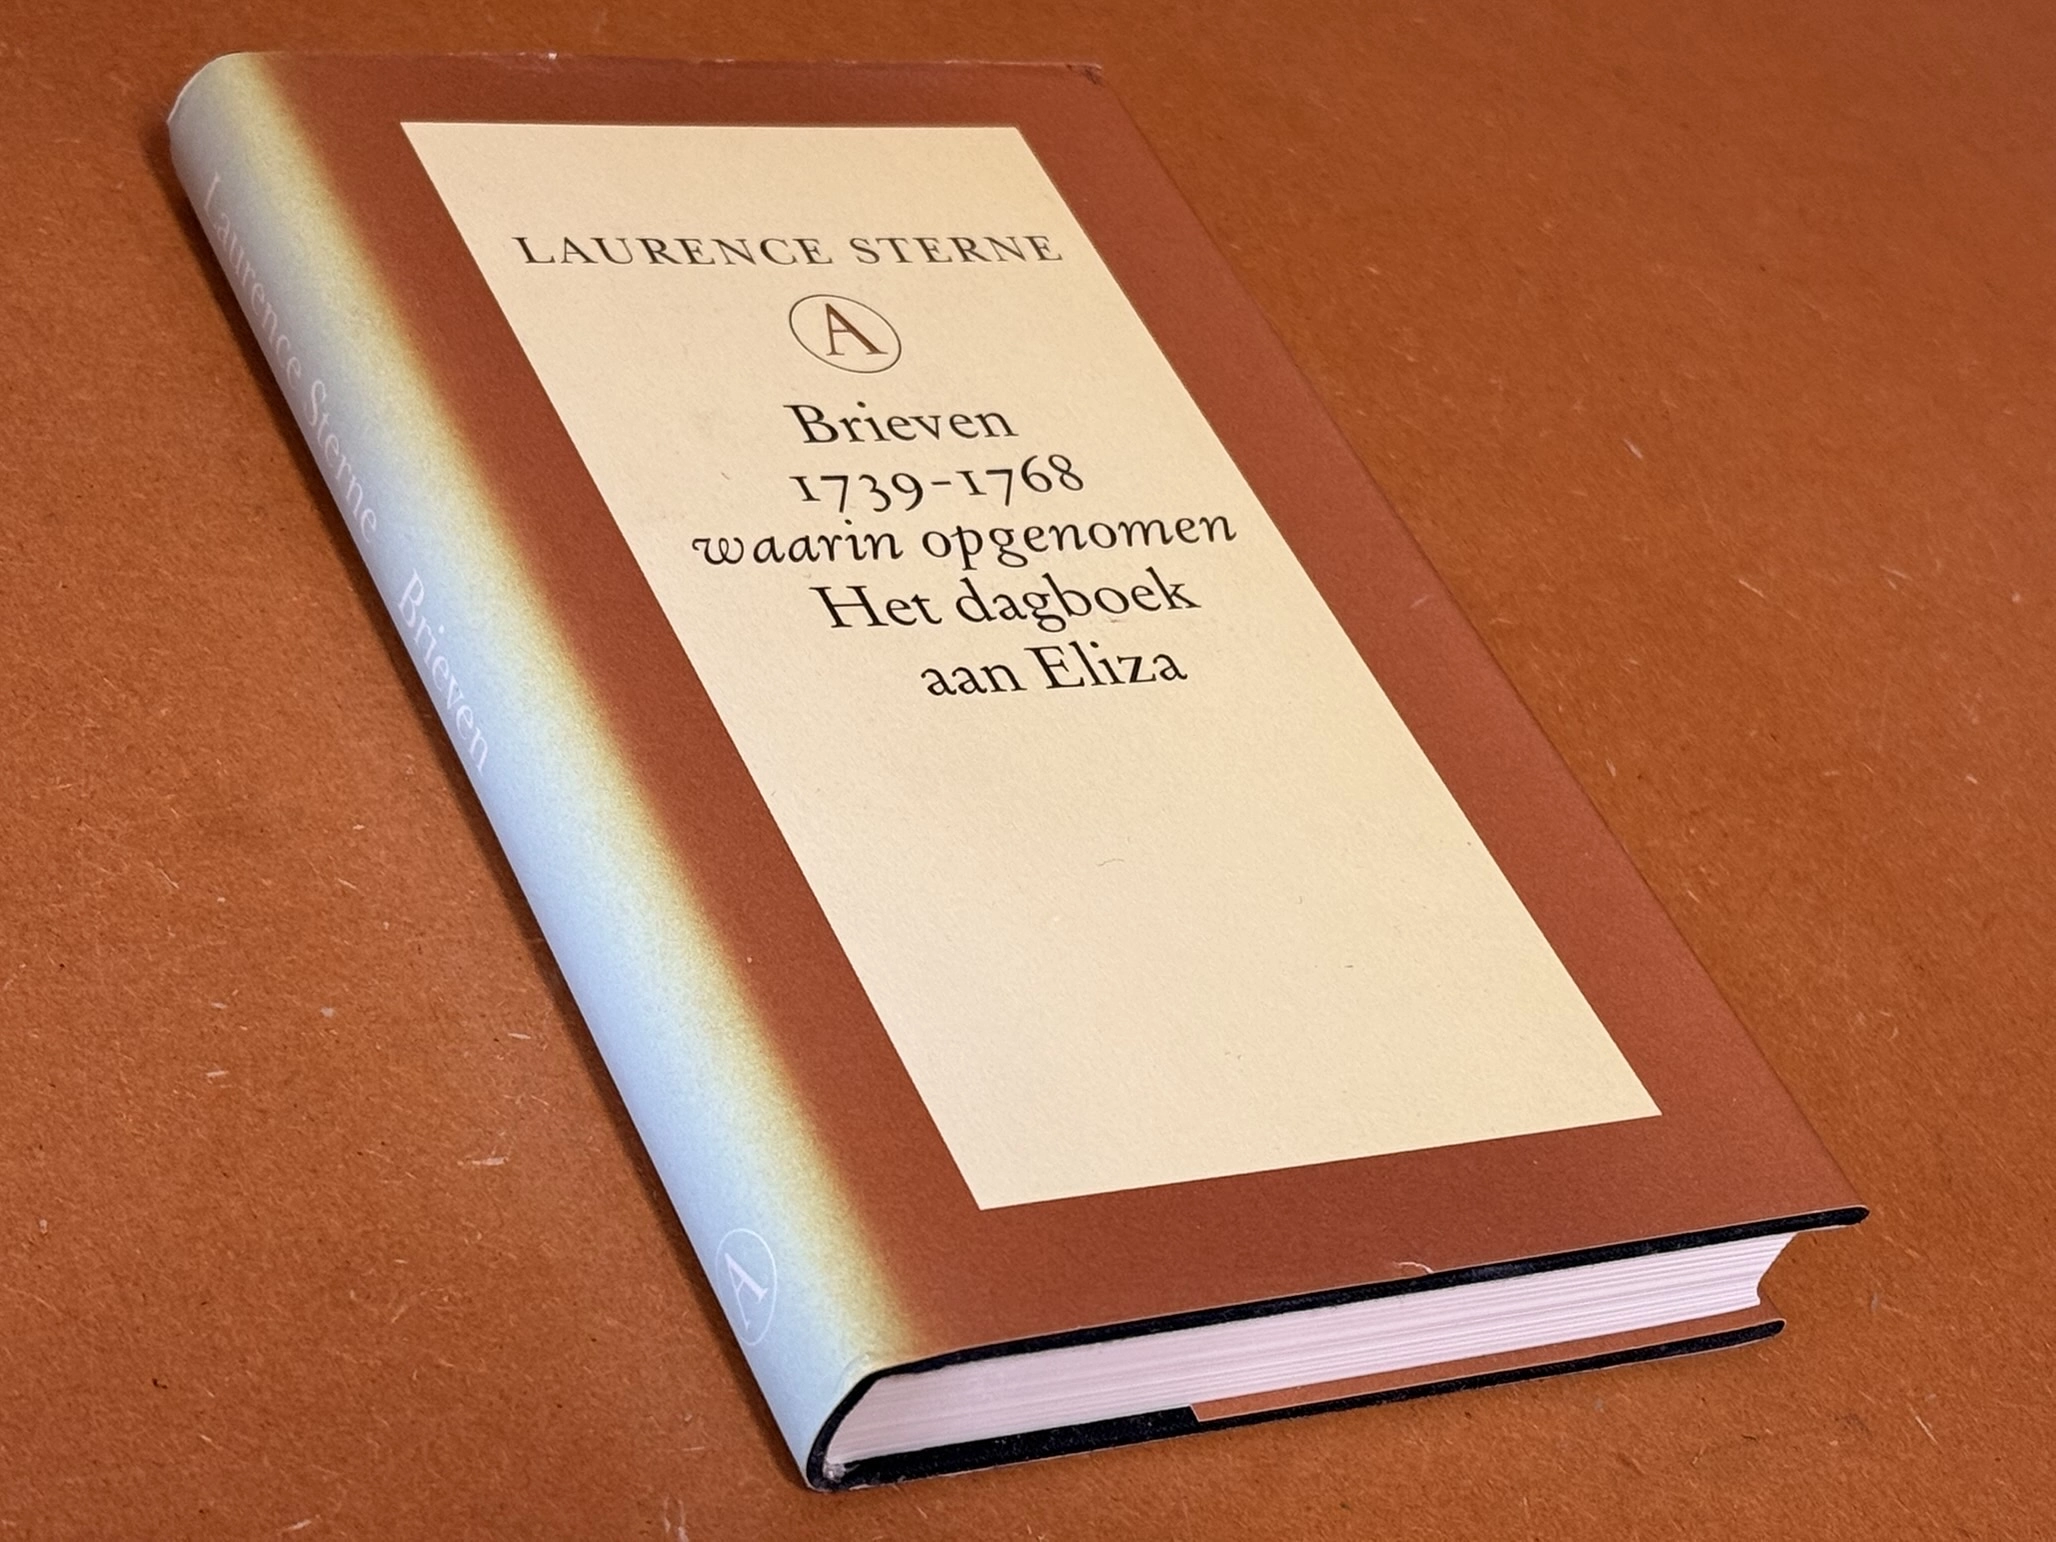 LAURENCE STERNE
A
Brieven
1739-1768
waarin opgenomen
Het dagboek
aan Eliza
Laurence Sterne Brieven
A